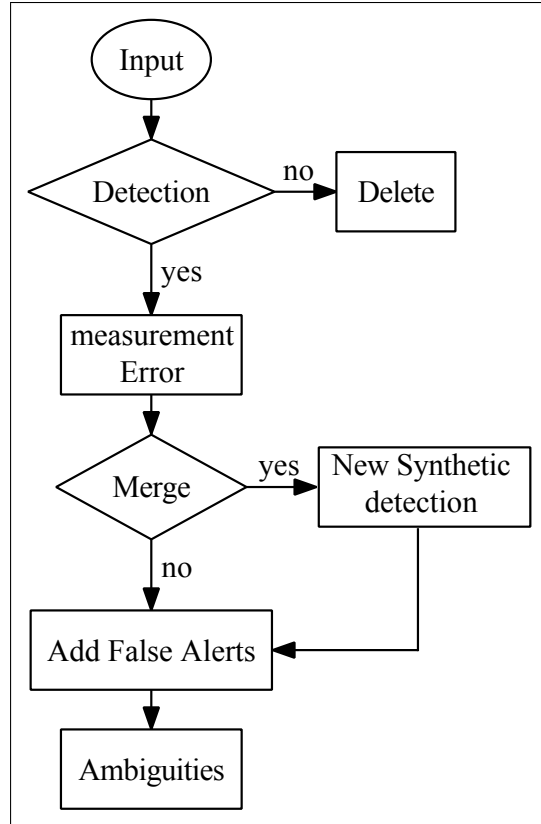 Input
Detection
no
Delete
yes
measurement
Error
Merge
yes
New Synthetic
detection
no
Add False Alerts
Ambiguities